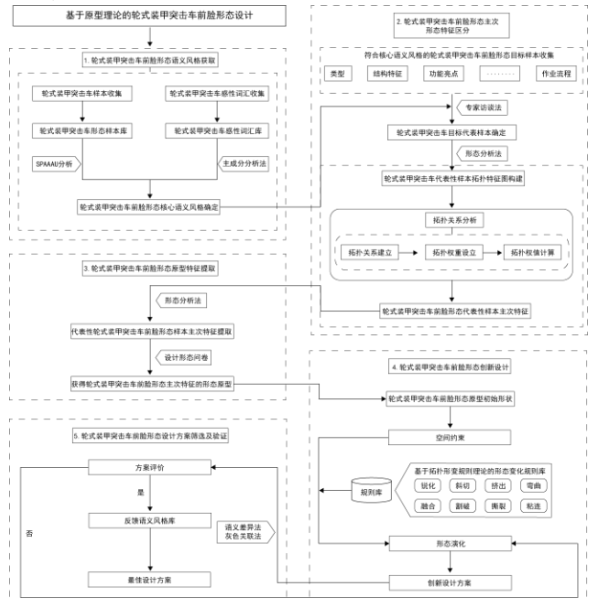 基于原型理论的轮式装甲突击车前脸形态设计
1. 轮式装甲突击车前脸形态语义风格获取
轮式装甲突击车样本收集
轮式装甲突击车感性词汇收集
轮式装甲突击车形态样本库
轮式装甲突击车感性词汇库
SPAAAU分析
主成分分析法
轮式装甲突击车前脸形态核心语义风格确定
2. 轮式装甲突击车前脸形态主次
形态特征区分
符合核心语义风格的轮式装甲突击车前脸形态目标样本收集
类型
结构特征
功能亮点
………
作业流程
专家访谈法
轮式装甲突击车目标代表样本确定
形态分析法
轮式装甲突击车代表性样本拓扑特征图构建
拓扑关系分析
拓扑关系建立
拓扑权重设立
拓扑权值计算
轮式装甲突击车前脸形态代表性样本主次特征
3. 轮式装甲突击车前脸形态原型特征提取
形态分析法
代表性轮式装甲突击车前脸形态样本主次特征提取
设计形态问卷
获得轮式装甲突击车前脸形态主次特征的形态原型
4. 轮式装甲突击车前脸形态创新设计
轮式装甲突击车前脸形态原型初始形状
空间约束
规则库
基于拓扑形变规则理论的形态变化规则库
锐化
斜切
挤出
弯曲
融合
割破
撕裂
粘连
形态演化
创新设计方案
5. 轮式装甲突击车前脸形态设计方案筛选及验证
方案评价
是
否
反馈语义风格库
语义差异法
灰色关联法
最佳设计方案